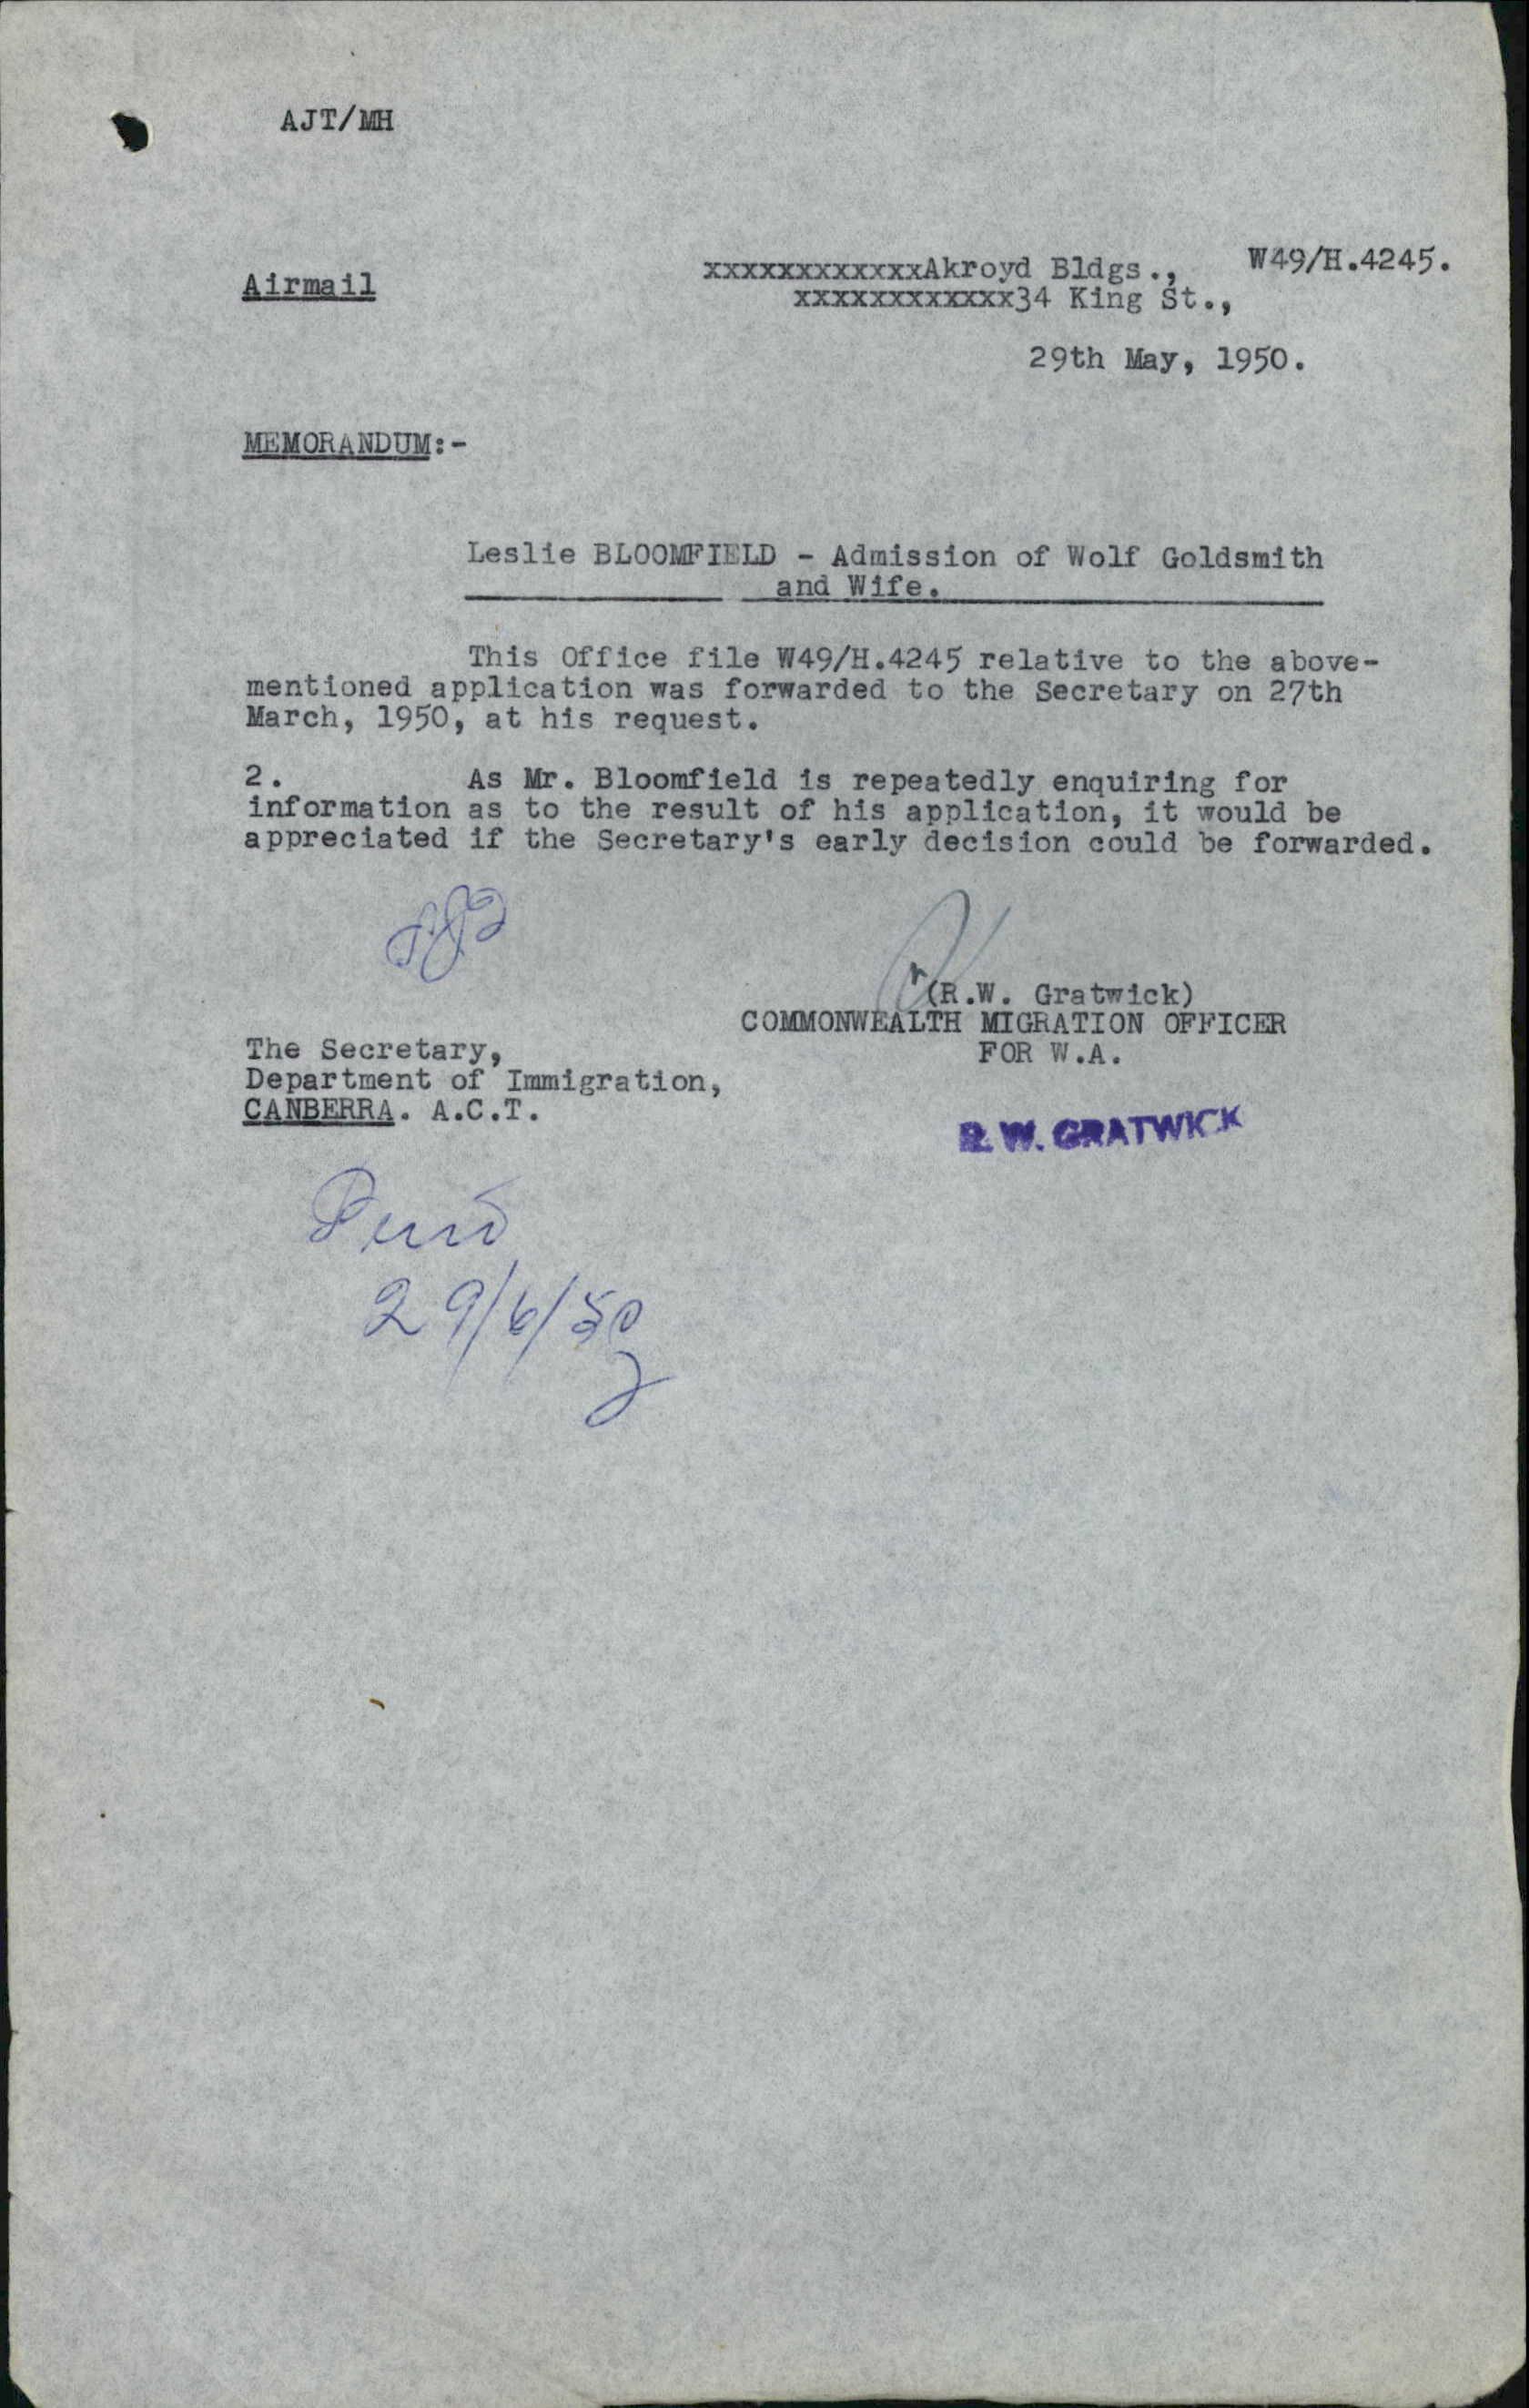 AJT/MH
W49/H.4245.
Airmail
xxxxxxxxxxxxAkroyd Bldgs.,
xxxxxxxxxxxx34 King St.,
29th May, 1950.
MEMORANDUM:-
Leslie BLOOMFIELD - Admission of Wolf Goldsmith
and Wife.
This Office file W49/H.4245 relative to the above-
mentioned application was forwarded to the Secretary on 27th
March, 1950, at his request.
2. As Mr. Bloomfield is repeatedly enquiring for
information as to the result of his application, it would be
appreciated if the Secretary's early decision could be forwarded.
(R.W. Gratwick)
COMMONWEALTH MIGRATION OFFICER
FOR W.A.
The Secretary,
Department of Immigration,
CANBERRA. A.C.T.
R. W. GRATWICK
29/6/50